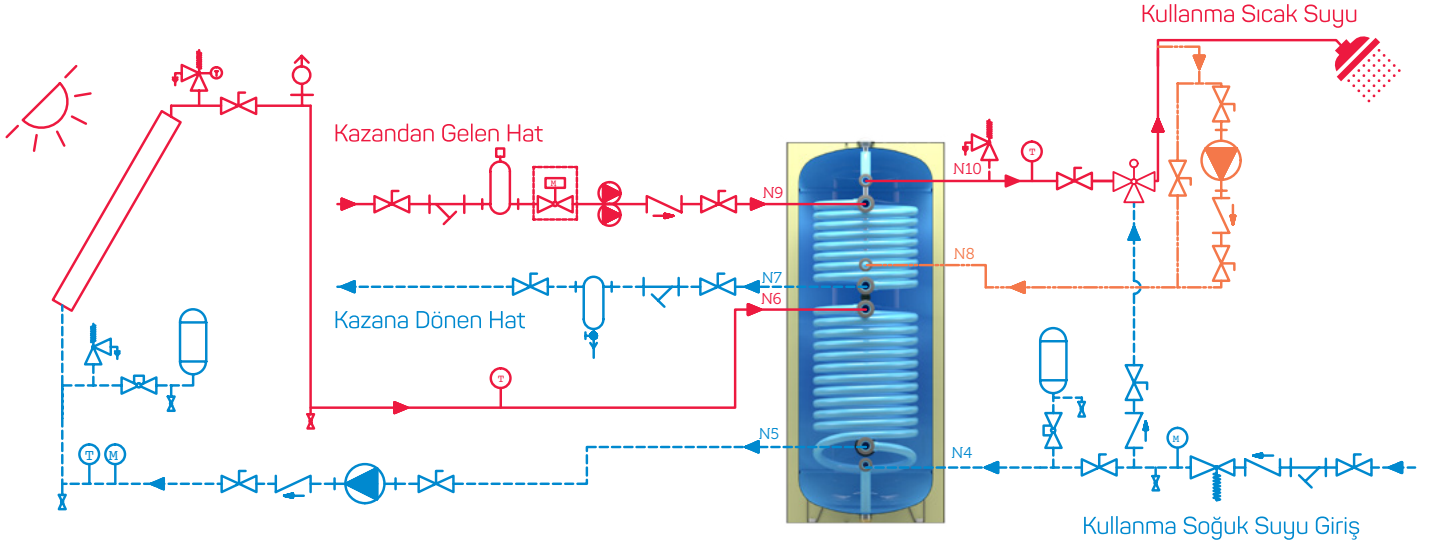 Kullanma Sıcak Suyu
T
Kazandan Gelen Hat
N10
T
M
N9
N8
N7
N6
Kazana Dönen Hat
T
N5
N4
M
T
M
Kullanma Soğuk Suyu Giriş